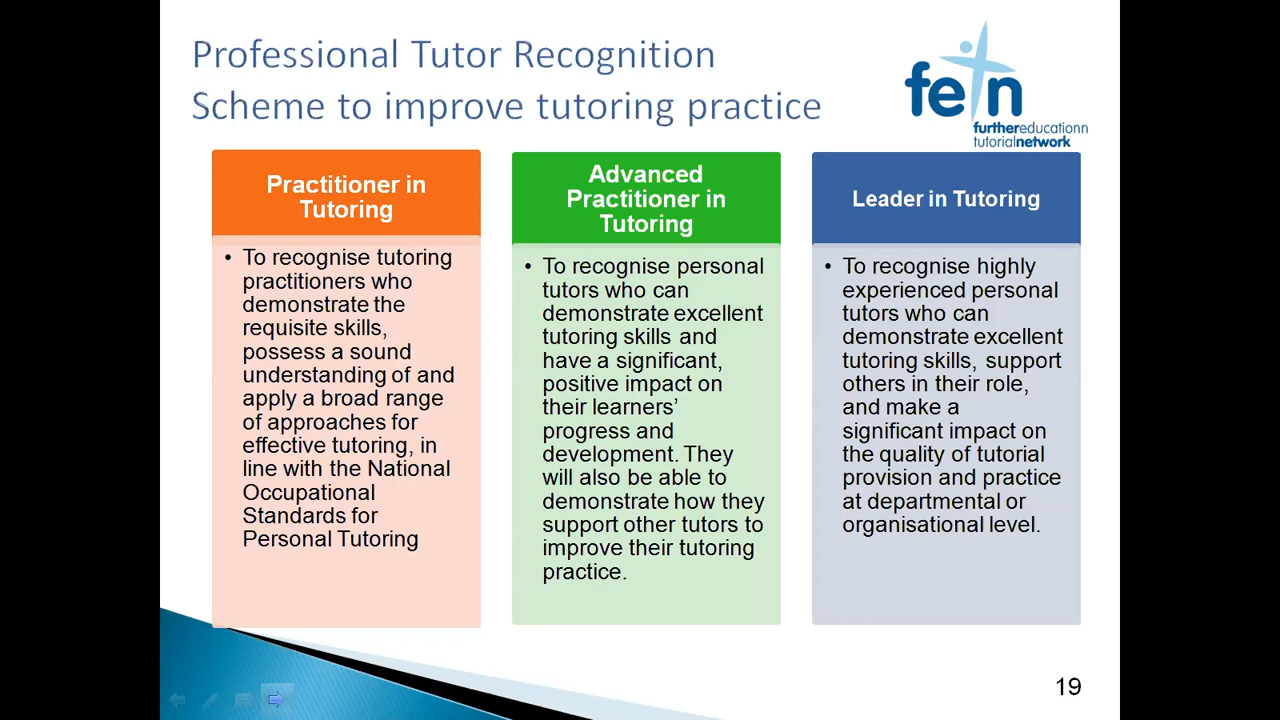 Professional Tutor Recognition
Scheme to improve tutoring practice
fetn
furthereducationn
tutorialnetwork
Practitioner in
Tutoring
• To recognise tutoring
practitioners who
demonstrate the
requisite skills,
possess a sound
understanding of and
apply a broad range
of approaches for
effective tutoring, in
line with the National
Occupational
Standards for
Personal Tutoring
Advanced
Practitioner in
Tutoring
• To recognise personal
tutors who can
demonstrate excellent
tutoring skills and
have a significant,
positive impact on
their learners’
progress and
development. They
will also be able to
demonstrate how they
support other tutors to
improve their tutoring
practice.
Leader in Tutoring
• To recognise highly
experienced personal
tutors who can
demonstrate excellent
tutoring skills, support
others in their role,
and make a
significant impact on
the quality of tutorial
provision and practice
at departmental or
organisational level.
19